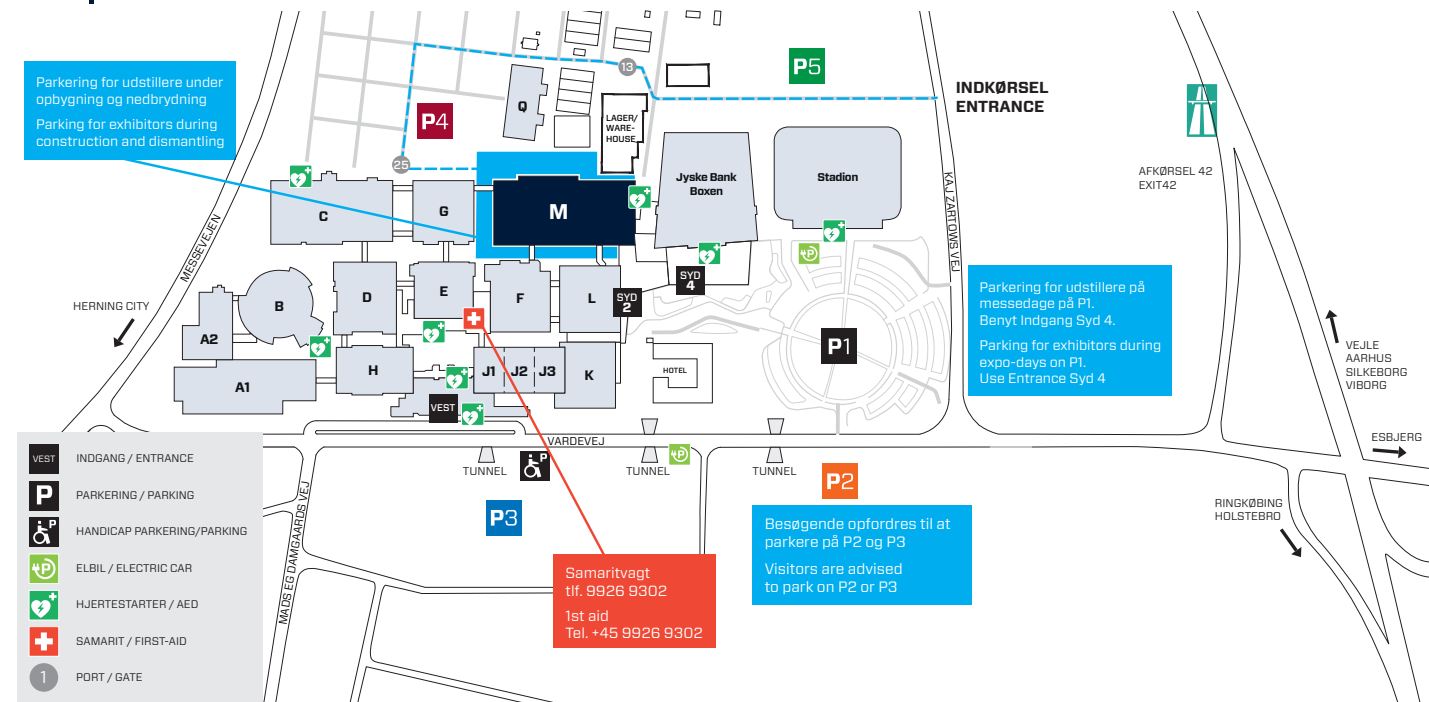 Parkering for udstillere under
opbygning og nedbrydning
Parking for exhibitors during
construction and dismantling
P4
Q
13
LAGER/
WARE-
HOUSE
P5
INDKØRSEL
ENTRANCE
AFKØRSEL 42
EXIT42
25
C
G
M
Jyske Bank
Boxen
Stadion
KAJ ZARTOWS VEJ
MESSEVEJEN
HERNING CITY
B
D
E
F
L
SYD
2
SYD
4
A2
A1
H
J1
J2
J3
K
HOTEL
P1
VEST
Parkering for udstillere på
messedage på P1.
Benyt Indgang Syd 4.
Parking for exhibitors during
expo-days on P1.
Use Entrance Syd 4
VEJLE
AARHUS
SILKEBORG
VIBORG
ESBJERG
RINGKØBING
HOLSTEBRO
VARDEVEJ
TUNNEL
P
TUNNEL
P
TUNNEL
P
P2
P3
MADS EG DAMGAARDS VEJ
Besøgende opfordres til at
parkere på P2 og P3
Visitors are advised
to park on P2 or P3
Samaritvagt
tlf. 9926 9302
1st aid
Tel. +45 9926 9302
VEST INDGANG / ENTRANCE
P PARKERING / PARKING
P HANDICAP PARKERING/PARKING
P ELBIL / ELECTRIC CAR
HJERTESTARTER / AED
SAMARIT / FIRST-AID
1 PORT / GATE